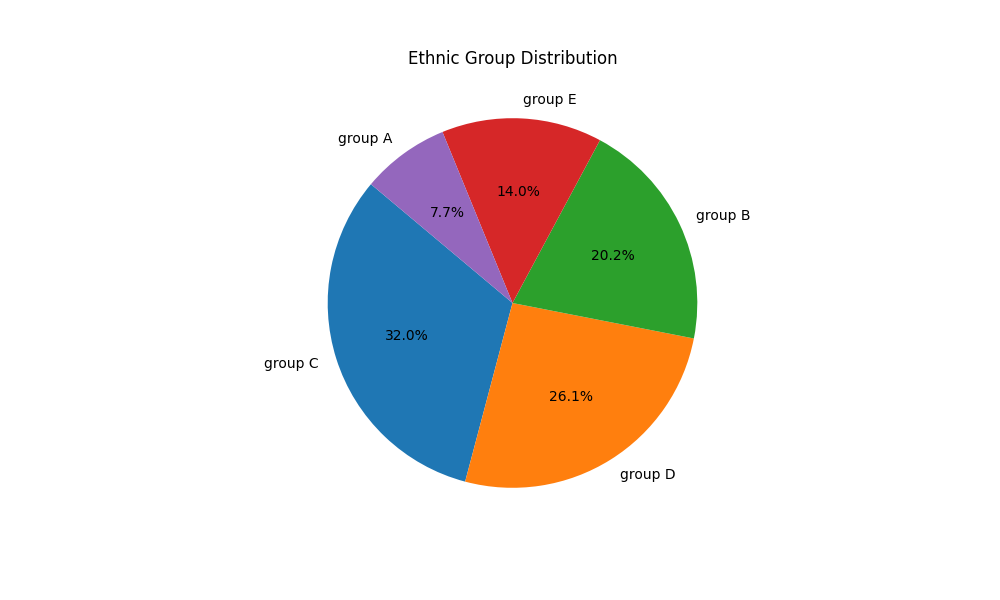 Ethnic Group Distribution
group E
group A
14.0%
7.7%
group B
20.2%
32.0%
group C
26.1%
group D